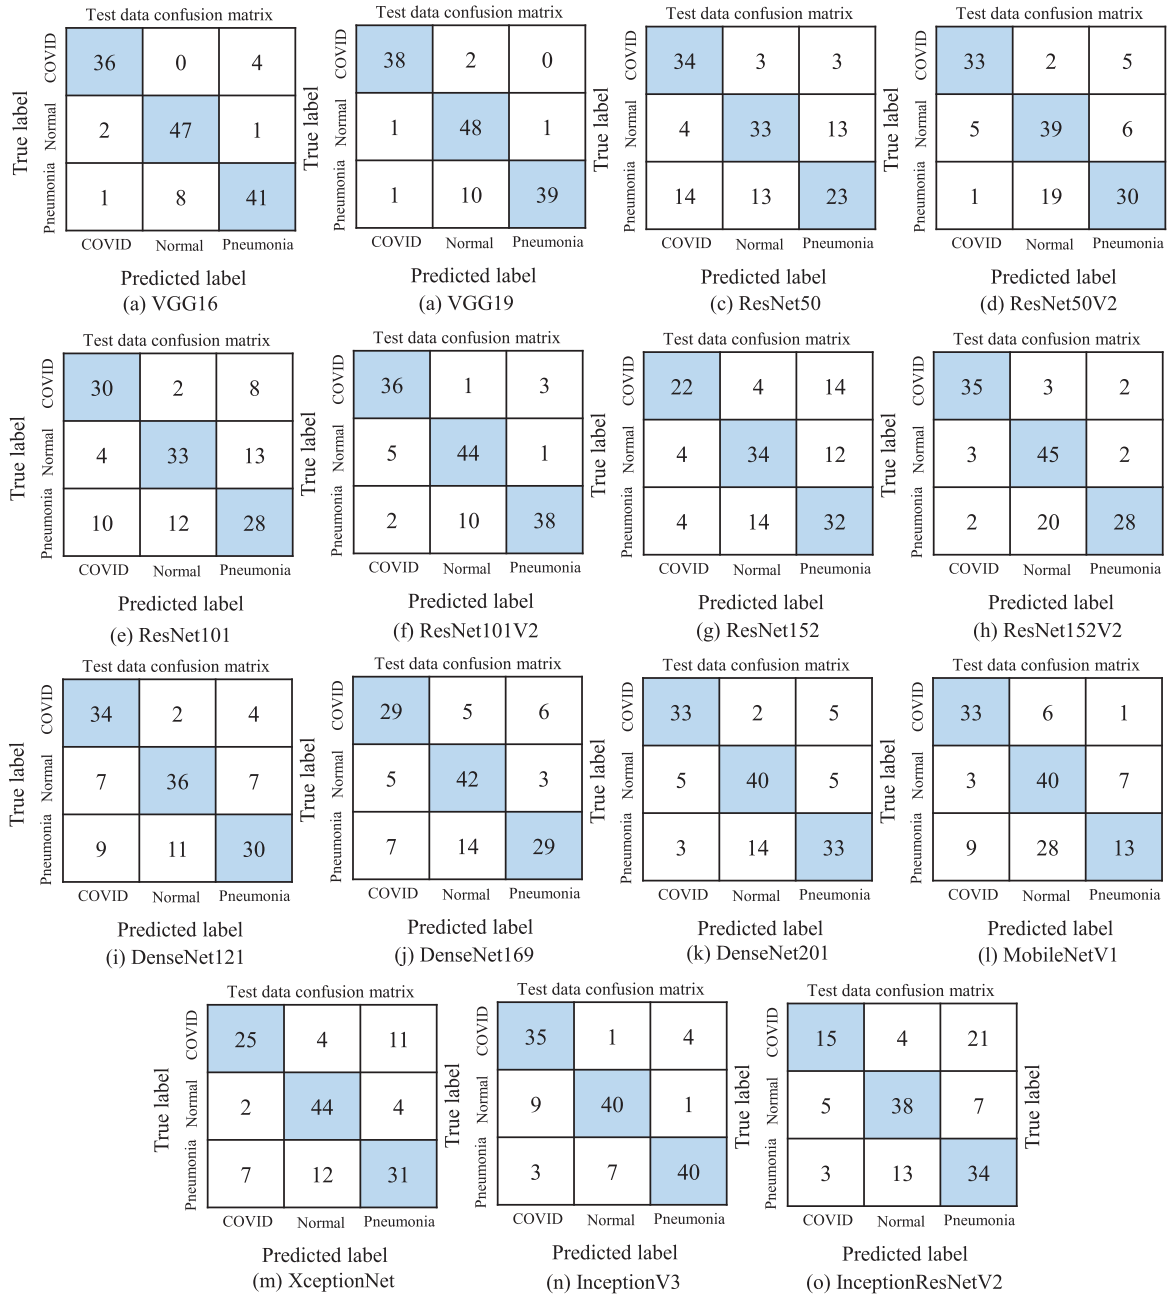 Test data confusion matrix
True label
COVID 36 0 4
Normal 2 47 1
Pneumonia 1 8 41
COVID Normal Pneumonia
Predicted label
(a) VGG16
Test data confusion matrix
True label
COVID 38 2 0
Normal 1 48 1
Pneumonia 1 10 39
COVID Normal Pneumonia
Predicted label
(a) VGG19
Test data confusion matrix
True label
COVID 34 3 3
Normal 4 33 13
Pneumonia 14 13 23
COVID Normal Pneumonia
Predicted label
(c) ResNet50
Test data confusion matrix
True label
COVID 33 2 5
Normal 5 39 6
Pneumonia 1 19 30
COVID Normal Pneumonia
Predicted label
(d) ResNet50V2
Test data confusion matrix
True label
COVID 30 2 8
Normal 4 33 13
Pneumonia 10 12 28
COVID Normal Pneumonia
Predicted label
(e) ResNet101
Test data confusion matrix
True label
COVID 36 1 3
Normal 5 44 1
Pneumonia 2 10 38
COVID Normal Pneumonia
Predicted label
(f) ResNet101V2
Test data confusion matrix
True label
COVID 22 4 14
Normal 4 34 12
Pneumonia 4 14 32
COVID Normal Pneumonia
Predicted label
(g) ResNet152
Test data confusion matrix
True label
COVID 35 3 2
Normal 3 45 2
Pneumonia 2 20 28
COVID Normal Pneumonia
Predicted label
(h) ResNet152V2
Test data confusion matrix
True label
COVID 34 2 4
Normal 7 36 7
Pneumonia 9 11 30
COVID Normal Pneumonia
Predicted label
(i) DenseNet121
Test data confusion matrix
True label
COVID 29 5 6
Normal 5 42 3
Pneumonia 7 14 29
COVID Normal Pneumonia
Predicted label
(j) DenseNet169
Test data confusion matrix
True label
COVID 33 2 5
Normal 5 40 5
Pneumonia 3 14 33
COVID Normal Pneumonia
Predicted label
(k) DenseNet201
Test data confusion matrix
True label
COVID 33 6 1
Normal 3 40 7
Pneumonia 9 28 13
COVID Normal Pneumonia
Predicted label
(l) MobileNetV1
Test data confusion matrix
True label
COVID 25 4 11
Normal 2 44 4
Pneumonia 7 12 31
COVID Normal Pneumonia
Predicted label
(m) XceptionNet
Test data confusion matrix
True label
COVID 35 1 4
Normal 9 40 1
Pneumonia 3 7 40
COVID Normal Pneumonia
Predicted label
(n) InceptionV3
Test data confusion matrix
True label
COVID 15 4 21
Normal 5 38 7
Pneumonia 3 13 34
COVID Normal Pneumonia
Predicted label
(o) InceptionResNetV2